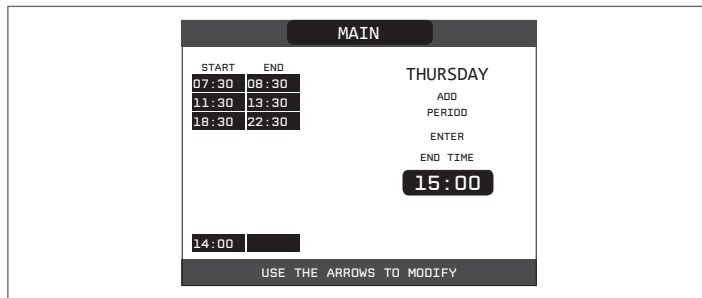 MAIN
START END
07:30 08:30
11:30 13:30
18:30 22:30
14:00
THURSDAY
ADD
PERIOD
ENTER
END TIME
15:00
USE THE ARROWS TO MODIFY